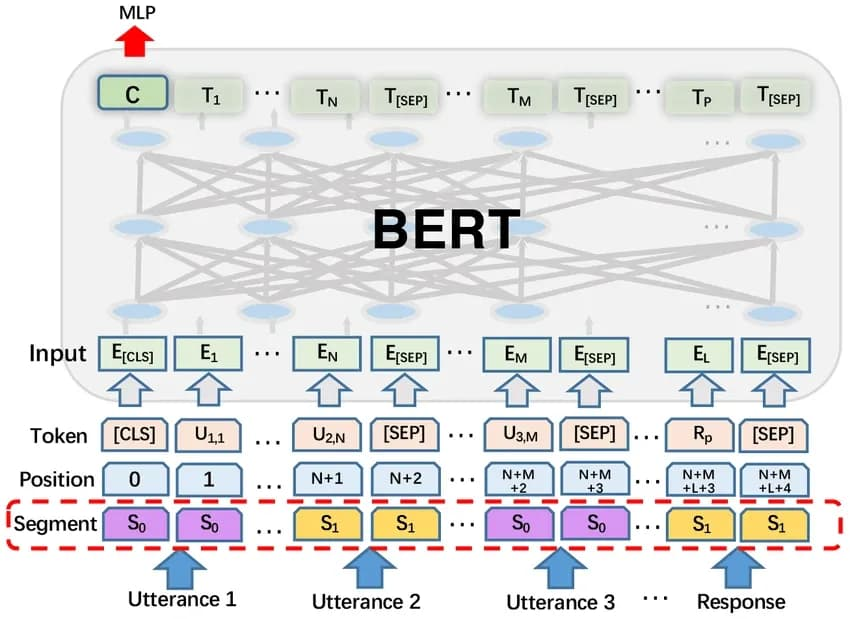 MLP
C T1 ... TN T[SEP] ... TM T[SEP] ... TP T[SEP]
...
BERT
...
...
Input E[CLS] E1 ... EN E[SEP] ... EM E[SEP] EL E[SEP]
Token [CLS] U1,1 ... U2,N [SEP] ... U3,M [SEP] ... Rp [SEP]
Position 0 1 ... N+1 N+2 ... N+M +2 N+M +3 ... N+M +L+3 N+M +L+4
Segment S0 S0 ... S1 S1 ... S0 S0 ... S1 S1
Utterance 1 Utterance 2 Utterance 3 ... Response